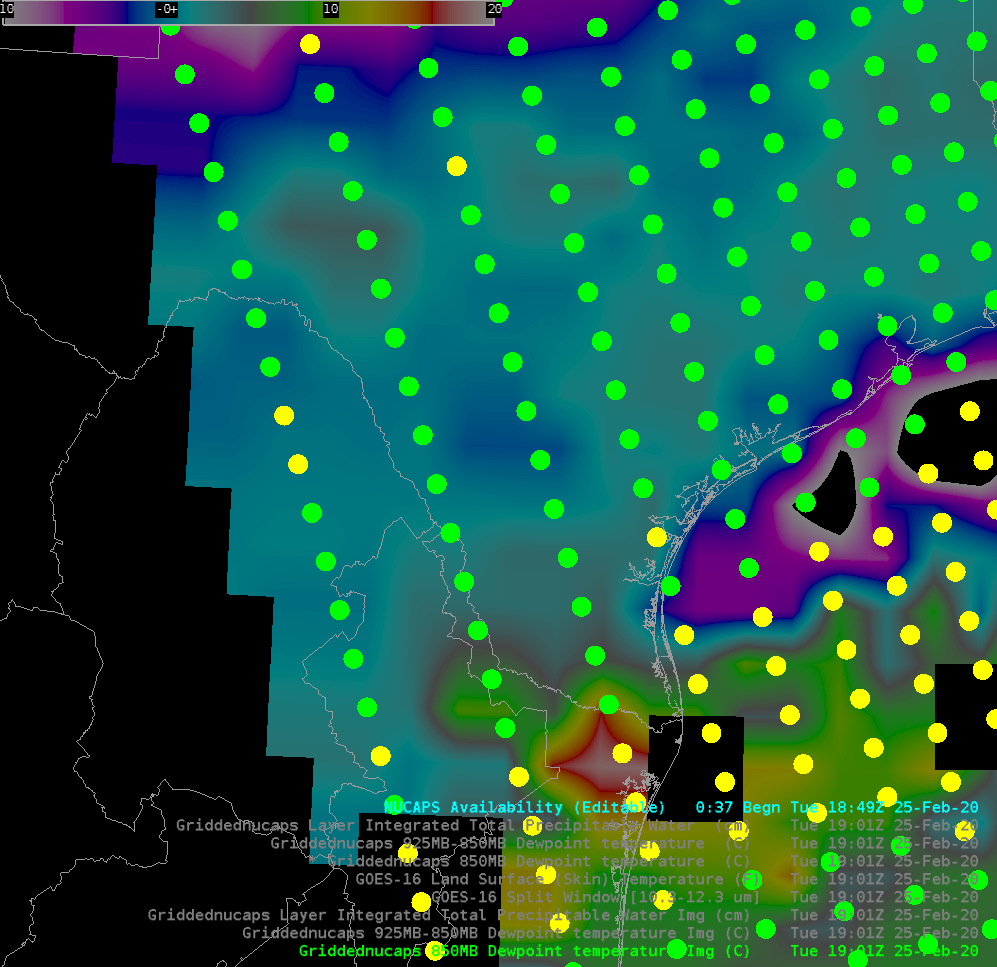 10 -0+ 10 20
NUCAPS Availability (Editable) 0:37 Begn Tue 18:49Z 25-Feb-20
Griddednucaps Layer Integrated Total Precipitable Water (cm) Tue 19:01Z 25-Feb-20
Griddednucaps 925MB-850MB Dewpoint temperature (C) Tue 19:01Z 25-Feb-20
Griddednucaps 850MB Dewpoint temperature (C) Tue 19:01Z 25-Feb-20
GOES-16 Land Surface (Skin) Temperature Tue 19:01Z 25-Feb-20
GOES-16 Split Window [10.3-12.3 um] Tue 19:01Z 25-Feb-20
Griddednucaps Layer Integrated Total Precipitable Water Img (cm) Tue 19:01Z 25-Feb-20
Griddednucaps 925MB-850MB Dewpoint temperature Img (C) Tue 19:01Z 25-Feb-20
Griddednucaps 850MB Dewpoint temperature Img (C) Tue 19:01Z 25-Feb-20